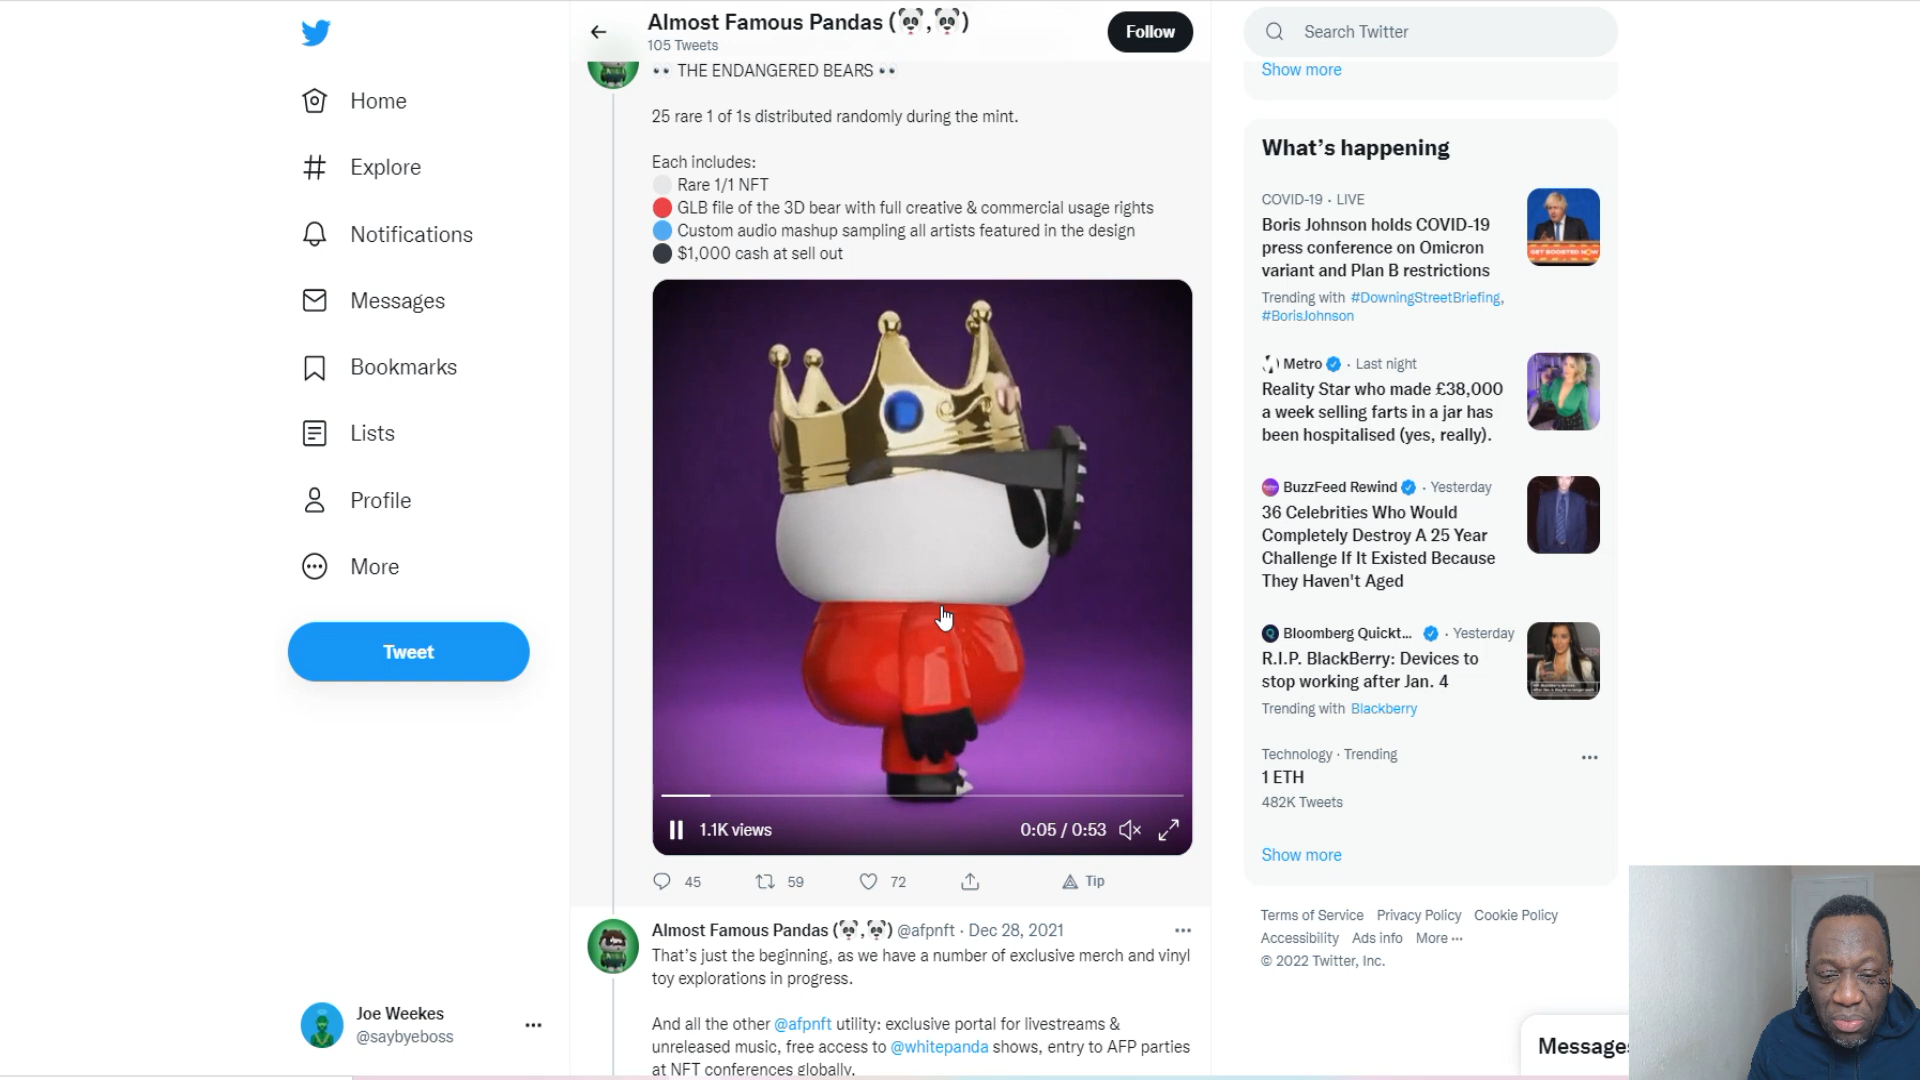 Almost Famous Pandas (🐼,🐼)
105 Tweets
Follow
Search Twitter
Home
Explore
Notifications
Messages
Bookmarks
Lists
Profile
More
Tweet
Joe Weekes
@saybyeboss
👀 THE ENDANGERED BEARS 👀
25 rare 1 of 1s distributed randomly during the mint.
Each includes:
⚪ Rare 1/1 NFT
🔴 GLB file of the 3D bear with full creative & commercial usage rights
🔵 Custom audio mashup sampling all artists featured in the design
⚫ $1,000 cash at sell out
1.1K views
0:05 / 0:53
45
59
72
Tip
Almost Famous Pandas (🐼,🐼) @afpnft · Dec 28, 2021
That's just the beginning, as we have a number of exclusive merch and vinyl
toy explorations in progress.
And all the other @afpnft utility: exclusive portal for livestreams &
unreleased music, free access to @whitepanda shows, entry to AFP parties
at NFT conferences globally.
Show more
What's happening
COVID-19 · LIVE
Boris Johnson holds COVID-19
press conference on Omicron
variant and Plan B restrictions
Trending with #DowningStreetBriefing,
#BorisJohnson
GET BOOSTED NOW
Metro · Last night
Reality Star who made £38,000
a week selling farts in a jar has
been hospitalised (yes, really).
BuzzFeed Rewind · Yesterday
36 Celebrities Who Would
Completely Destroy A 25 Year
Challenge If It Existed Because
They Haven't Aged
Bloomberg Quickt... · Yesterday
R.I.P. BlackBerry: Devices to
stop working after Jan. 4
Trending with Blackberry
Technology · Trending
1 ETH
482K Tweets
Show more
Terms of Service Privacy Policy Cookie Policy
Accessibility Ads info More ···
© 2022 Twitter, Inc.
Messages